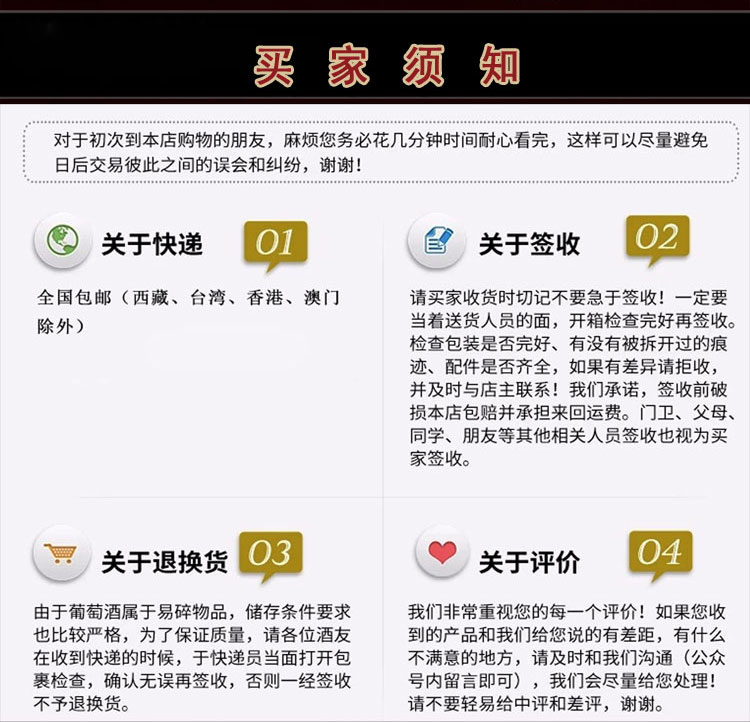 买家须知
对于初次到本店购物的朋友，麻烦您务必花几分钟时间耐心看完，这样可以尽量避免
日后交易彼此之间的误会和纠纷，谢谢！
关于快递 01
全国包邮（西藏、台湾、香港、澳门
除外）
关于签收 02
请买家收货时切记不要急于签收！一定要
当着送货人员的面，开箱检查完好再签收。
检查包装是否完好、有没有被拆开过的痕
迹、配件是否齐全，如果有差异请拒收，
并及时与店主联系！我们承诺，签收前破
损本店包赔并承担来回运费。门卫、父母、
同学、朋友等其他相关人员签收也视为买
家签收。
关于退换货 03
由于葡萄酒属于易碎物品，储存条件要求
也比较严格，为了保证质量，请各位酒友
在收到快递的时候，于快递员当面打开包
裹检查，确认无误再签收，否则一经签收
不予退换货。
关于评价 04
我们非常重视您的每一个评价！如果您收
到的产品和我们给您说的有差距，有什么
不满意的地方，请及时和我们沟通（公众
号内留言即可），我们会尽量给您处理！
请不要轻易给中评和差评，谢谢。